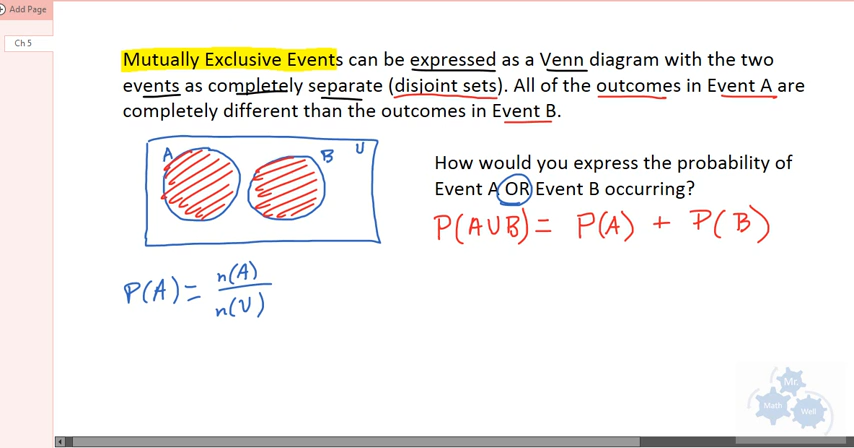 Add Page
Ch 5
Mutually Exclusive Events can be expressed as a Venn diagram with the two
events as completely separate (disjoint sets). All of the outcomes in Event A are
completely different than the outcomes in Event B.
A B U
How would you express the probability of
Event A OR Event B occurring?
P(A∪B) = P(A) + P(B)
P(A) = n(A)
n(U)
Mr.
Math Well